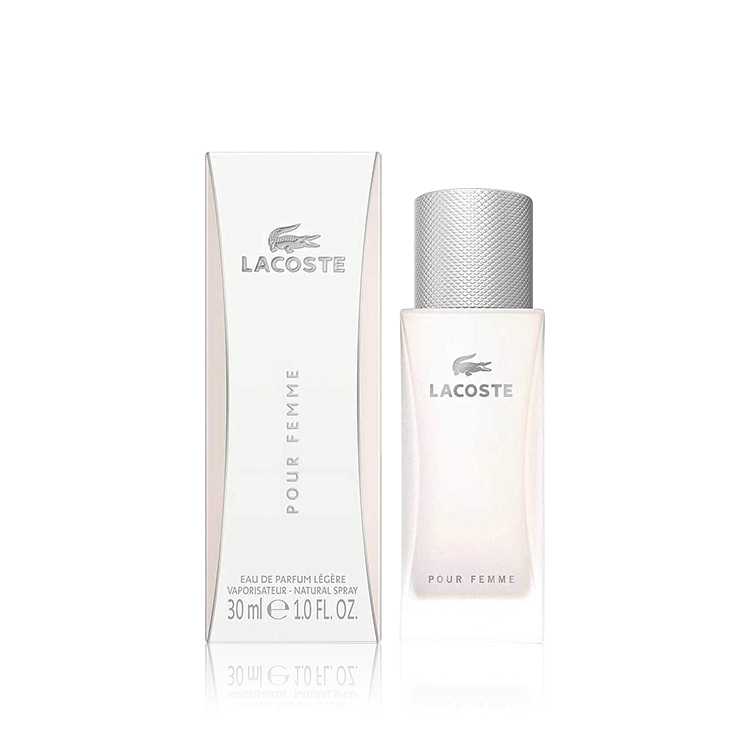 LACOSTE
POUR FEMME
EAU DE PARFUM LÉGÈRE
VAPORISATEUR - NATURAL SPRAY
30 ml e 1.0 FL. OZ.
LACOSTE
POUR FEMME